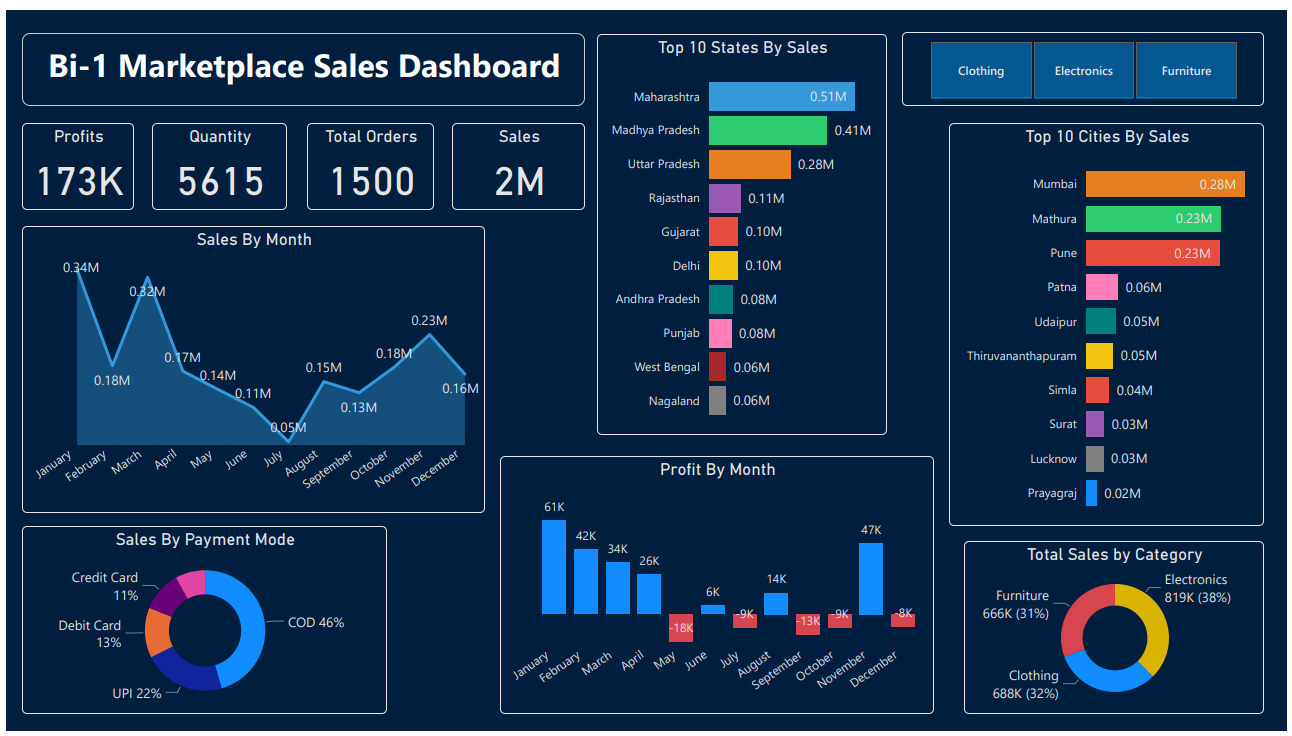 Bi-1 Marketplace Sales Dashboard
Profits
173K
Quantity
5615
Total Orders
1500
Sales
2M
Sales By Month
0.34M
0.18M
0.32M
0.17M
0.14M
0.11M
0.05M
0.15M
0.13M
0.18M
0.23M
0.16M
January
February
March
April
May
June
July
August
September
October
November
December
Sales By Payment Mode
Credit Card
11%
Debit Card
13%
UPI 22%
COD 46%
Top 10 States By Sales
Maharashtra 0.51M
Madhya Pradesh 0.41M
Uttar Pradesh 0.28M
Rajasthan 0.11M
Gujarat 0.10M
Delhi 0.10M
Andhra Pradesh 0.08M
Punjab 0.08M
West Bengal 0.06M
Nagaland 0.06M
Profit By Month
61K
42K
34K
26K
-18K
6K
-9K
14K
-13K
-9K
47K
-8K
January
February
March
April
May
June
July
August
September
October
November
December
Clothing
Electronics
Furniture
Top 10 Cities By Sales
Mumbai 0.28M
Mathura 0.23M
Pune 0.23M
Patna 0.06M
Udaipur 0.05M
Thiruvananthapuram 0.05M
Simla 0.04M
Surat 0.03M
Lucknow 0.03M
Prayagraj 0.02M
Total Sales by Category
Electronics
819K (38%)
Furniture
666K (31%)
Clothing
688K (32%)